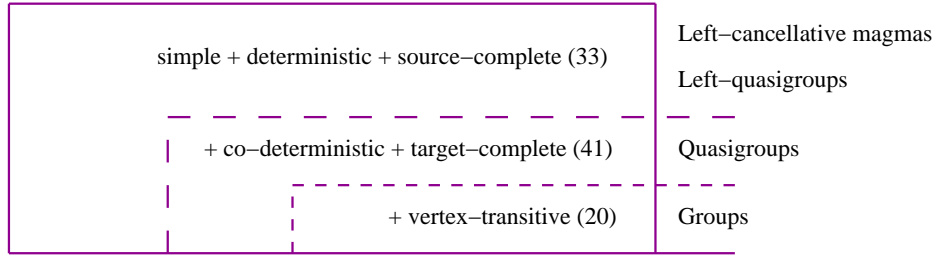 Left−cancellative magmas
simple + deterministic + source−complete (33)
Left−quasigroups
+ co−deterministic + target−complete (41)
Quasigroups
+ vertex−transitive (20)
Groups